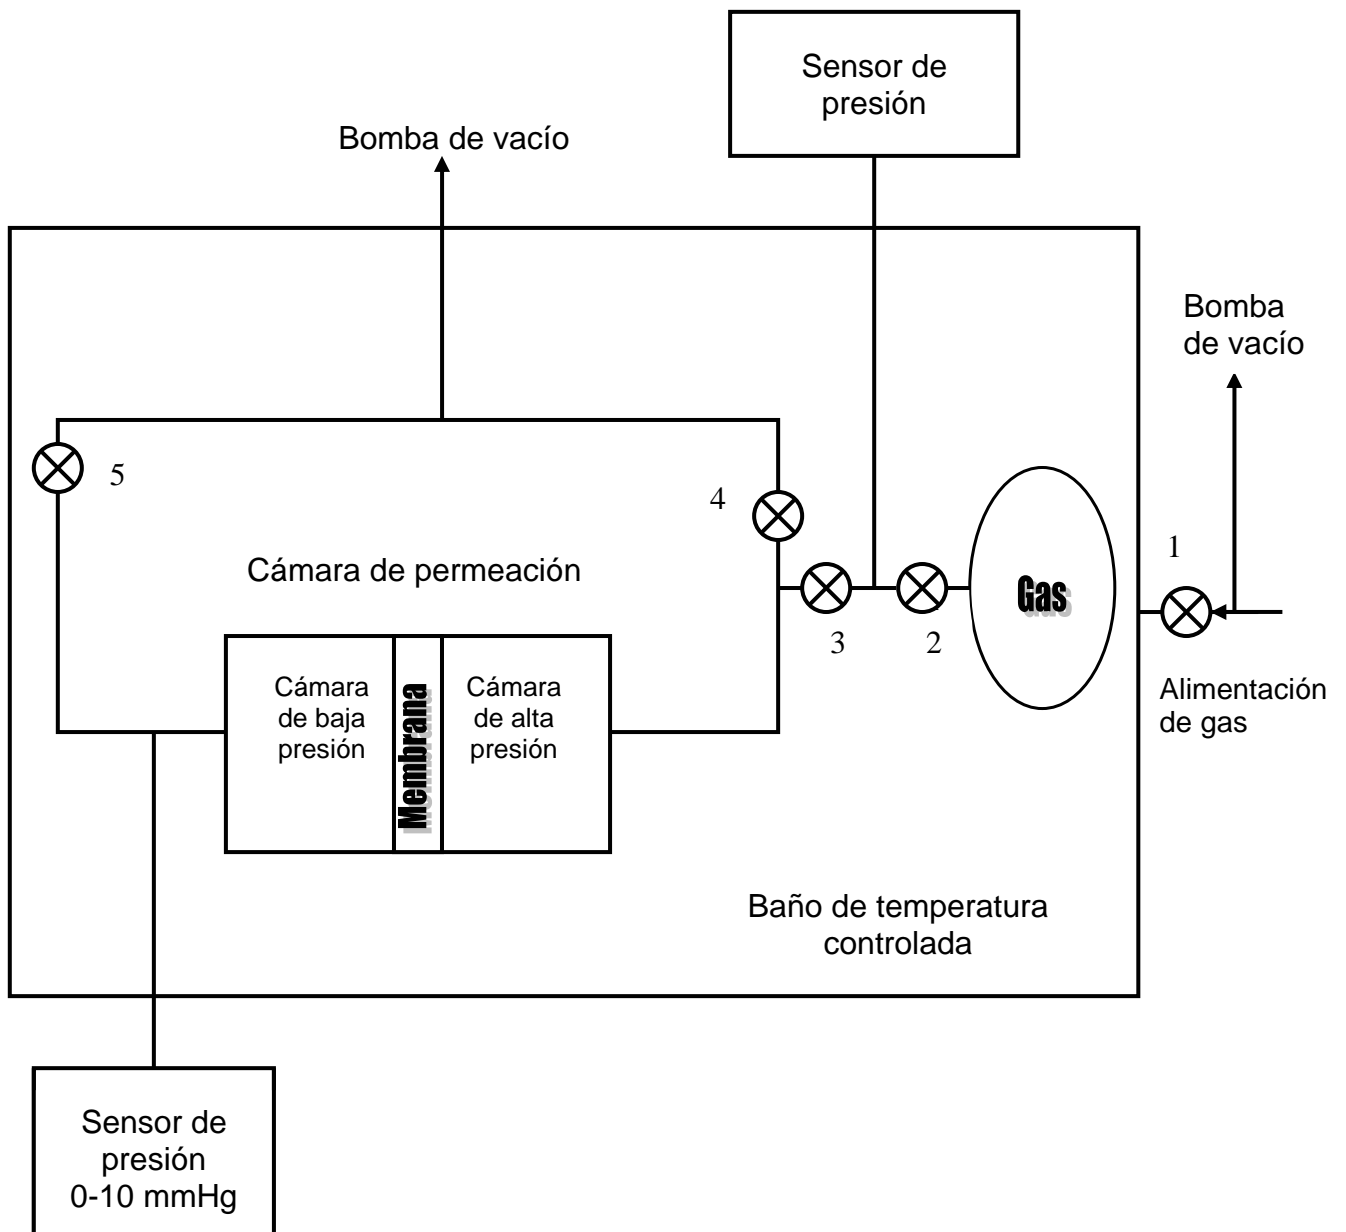 Sensor de
presión
Bomba de vacío
Bomba
de vacío
5
4
1
Cámara de permeación
Gas
3
2
Cámara
de baja
presión
Membrana
Cámara
de alta
presión
Alimentación
de gas
Baño de temperatura
controlada
Sensor de
presión
0-10 mmHg